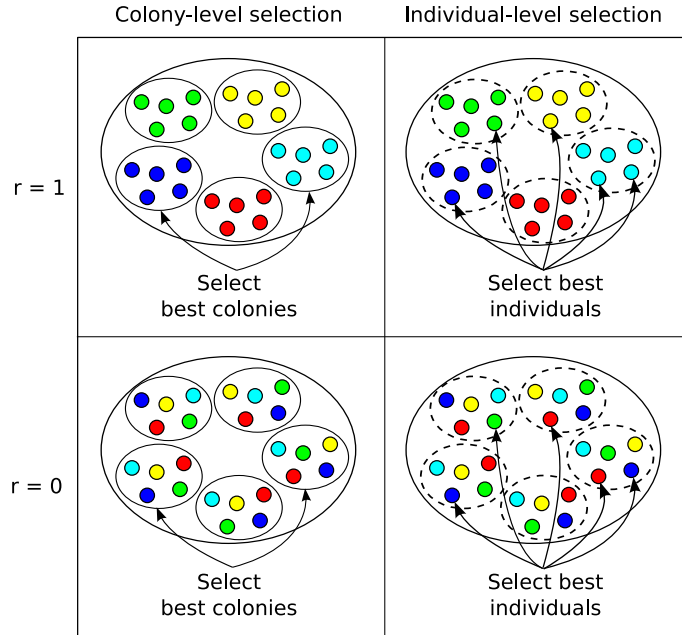 Colony-level selection
Individual-level selection
r = 1
Select
best colonies
Select best
individuals
r = 0
Select
best colonies
Select best
individuals